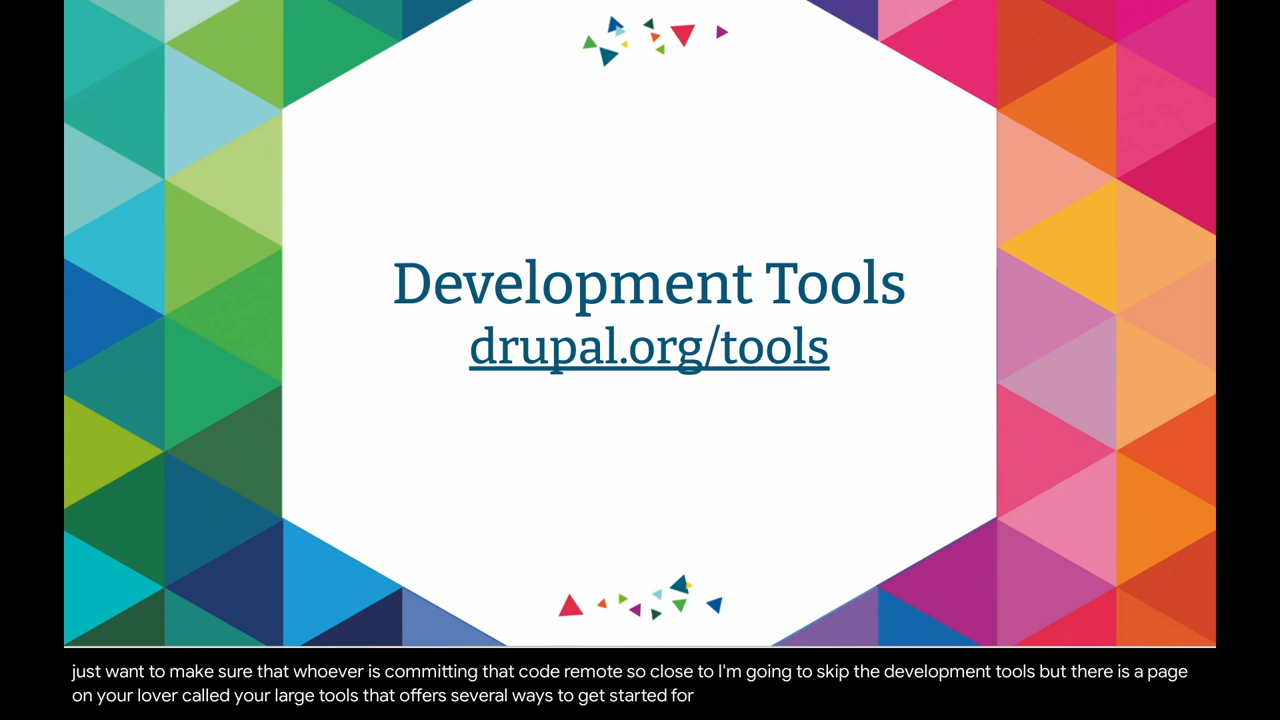 Development Tools
drupal.org/tools
just want to make sure that whoever is committing that code remote so close to I'm going to skip the development tools but there is a page
on your lover called your large tools that offers several ways to get started for